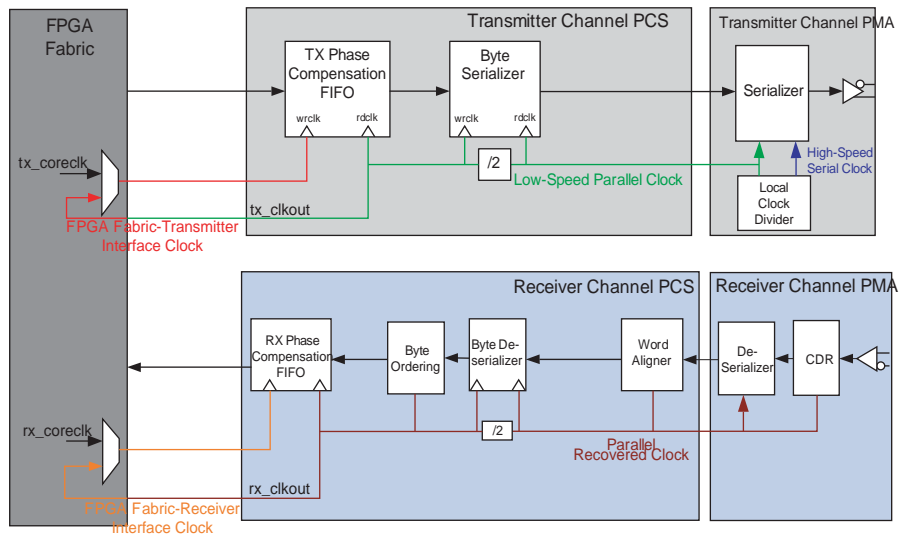 FPGA
Fabric
Transmitter Channel PCS
Transmitter Channel PMA
TX Phase
Compensation
FIFO
wrclk
rdclk
Byte
Serializer
wrclk
rdclk
/2
Serializer
High-Speed
Serial Clock
Low-Speed Parallel Clock
Local
Clock
Divider
tx_coreclk
tx_clkout
FPGA Fabric-Transmitter
Interface Clock
Receiver Channel PCS
Receiver Channel PMA
RX Phase
Compensation
FIFO
Byte
Ordering
Byte De-
serializer
Word
Aligner
De-
Serializer
CDR
/2
Parallel
Recovered Clock
rx_coreclk
rx_clkout
FPGA Fabric-Receiver
Interface Clock